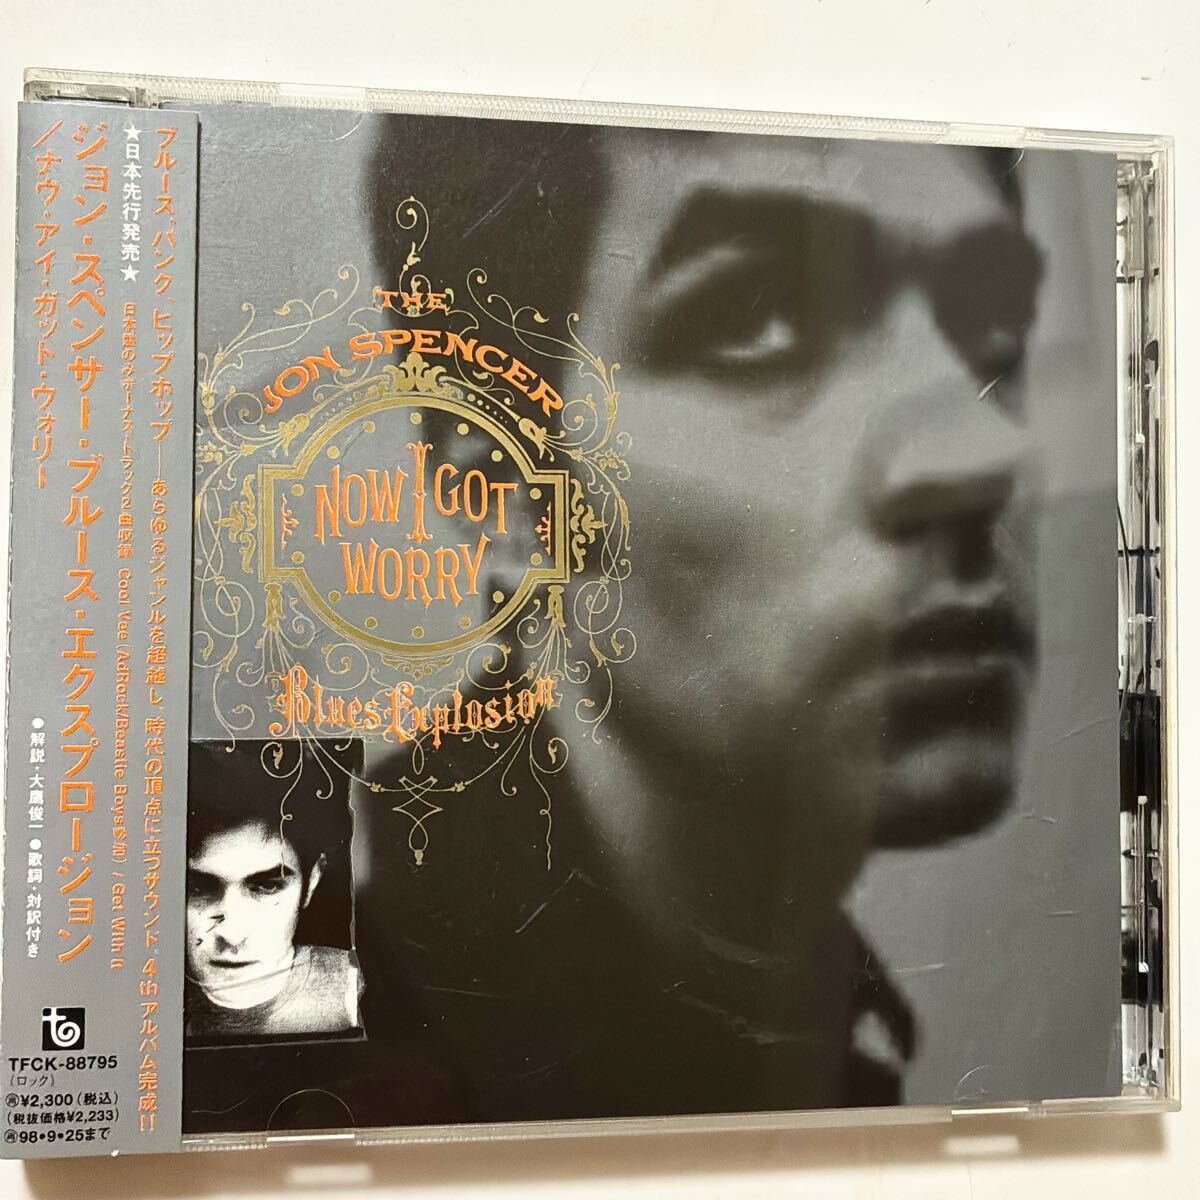 ブルース、パンク、ヒップホップ──あらゆるジャンルを超越し、時代の頂点に立つサウンド。4thアルバム完成!!
★日本先行発売★ 日本盤のみボーナス・トラック2曲収録 Cool Vee (AdRock/Beastie Boys参加) / Get With It
ジョン・スペンサー・ブルース・エクスプロージョン
/ナウ・アイ・ガット・ウォリー
●解説・大鷹俊一 ●歌詞・対訳付き
to
TFCK-88795
(ロック)
再¥2,300(税込)
(税抜価格¥2,233)
再98・9・25まで
THE
JON SPENCER
NOW I GOT
WORRY
Blues Explosion